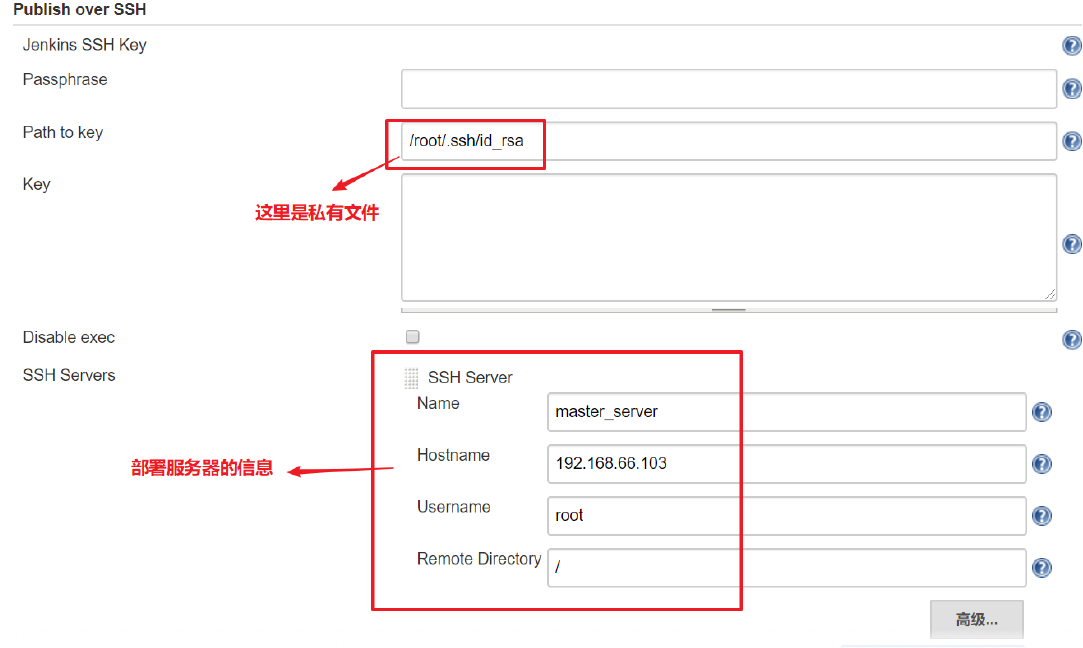 Publish over SSH
Jenkins SSH Key
Passphrase
Path to key
/root/.ssh/id_rsa
Key
这里是私有文件
Disable exec
SSH Servers
SSH Server
Name
master_server
Hostname
192.168.66.103
部署服务器的信息
Username
root
Remote Directory
/
高级...